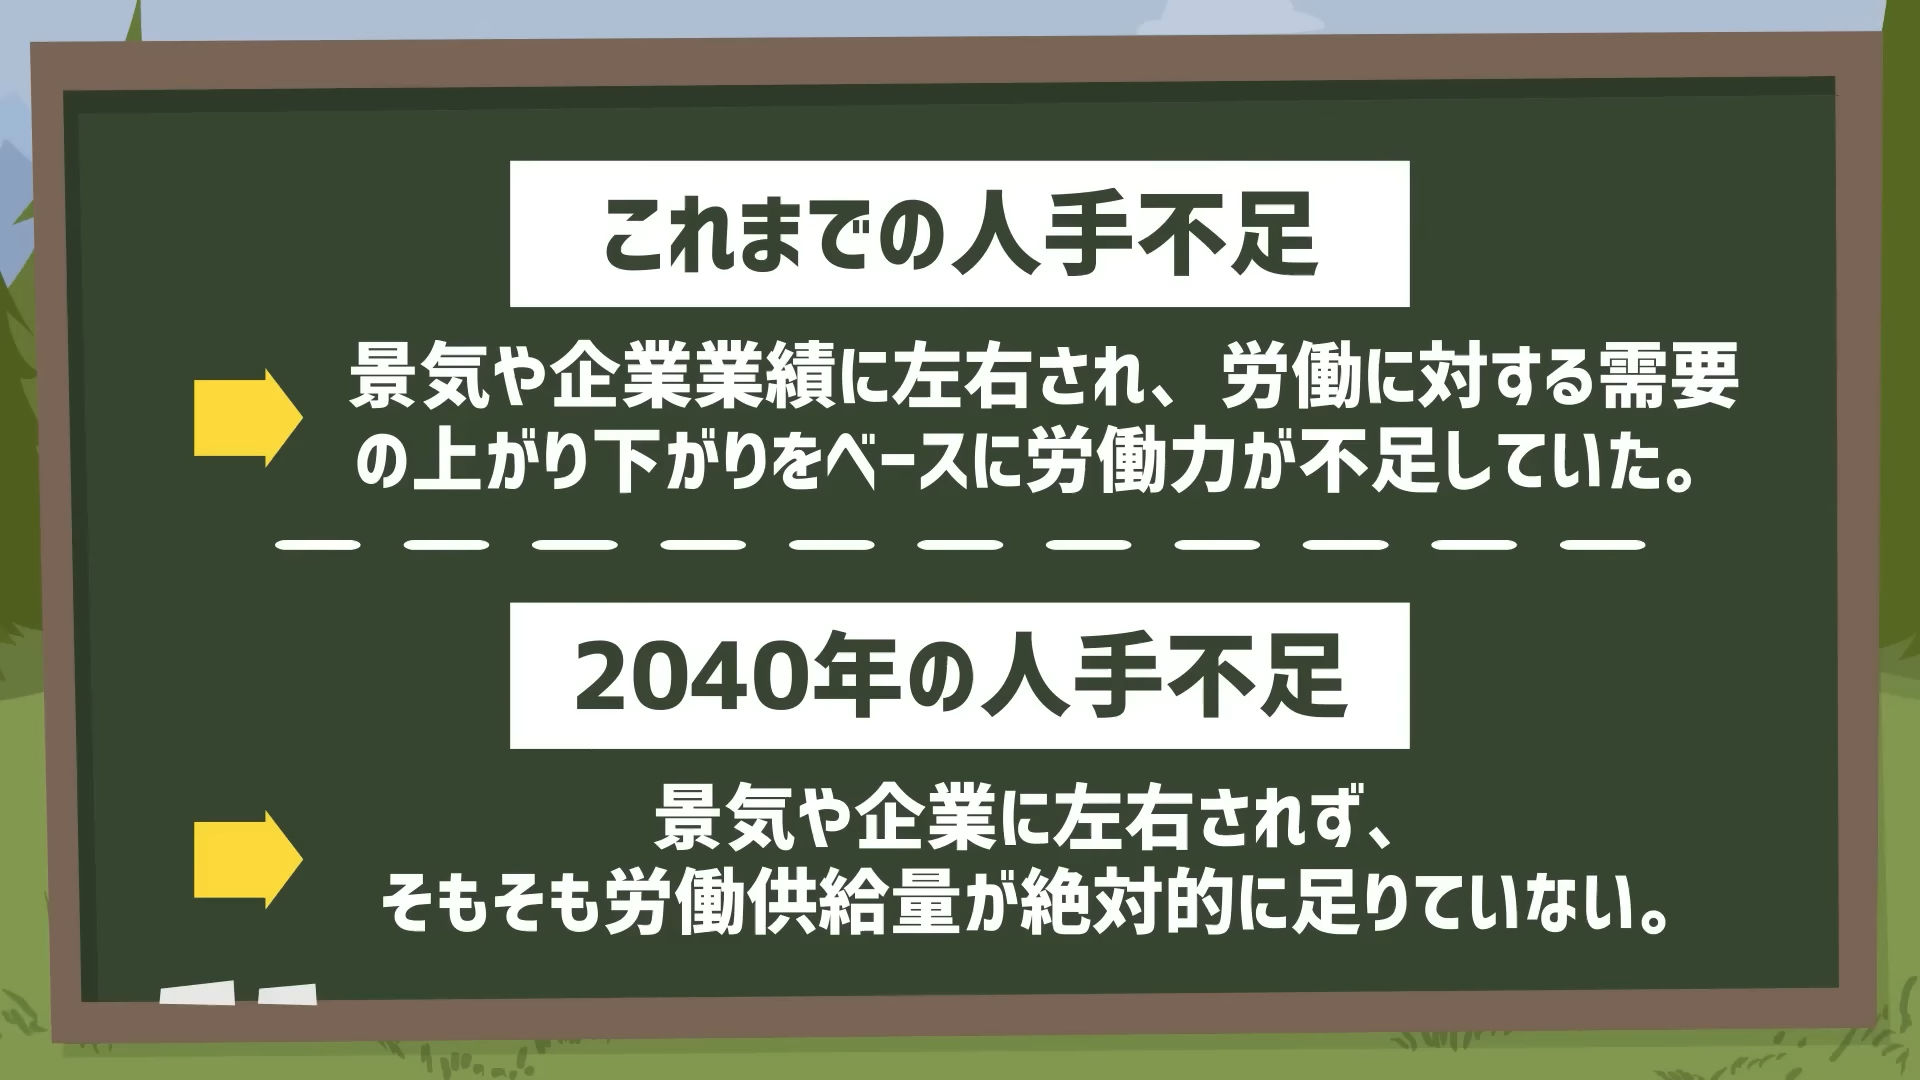 これまでの人手不足
景気や企業業績に左右され、労働に対する需要
の上がり下がりをベースに労働力が不足していた。
2040年の人手不足
景気や企業に左右されず、
そもそも労働供給量が絶対的に足りていない。